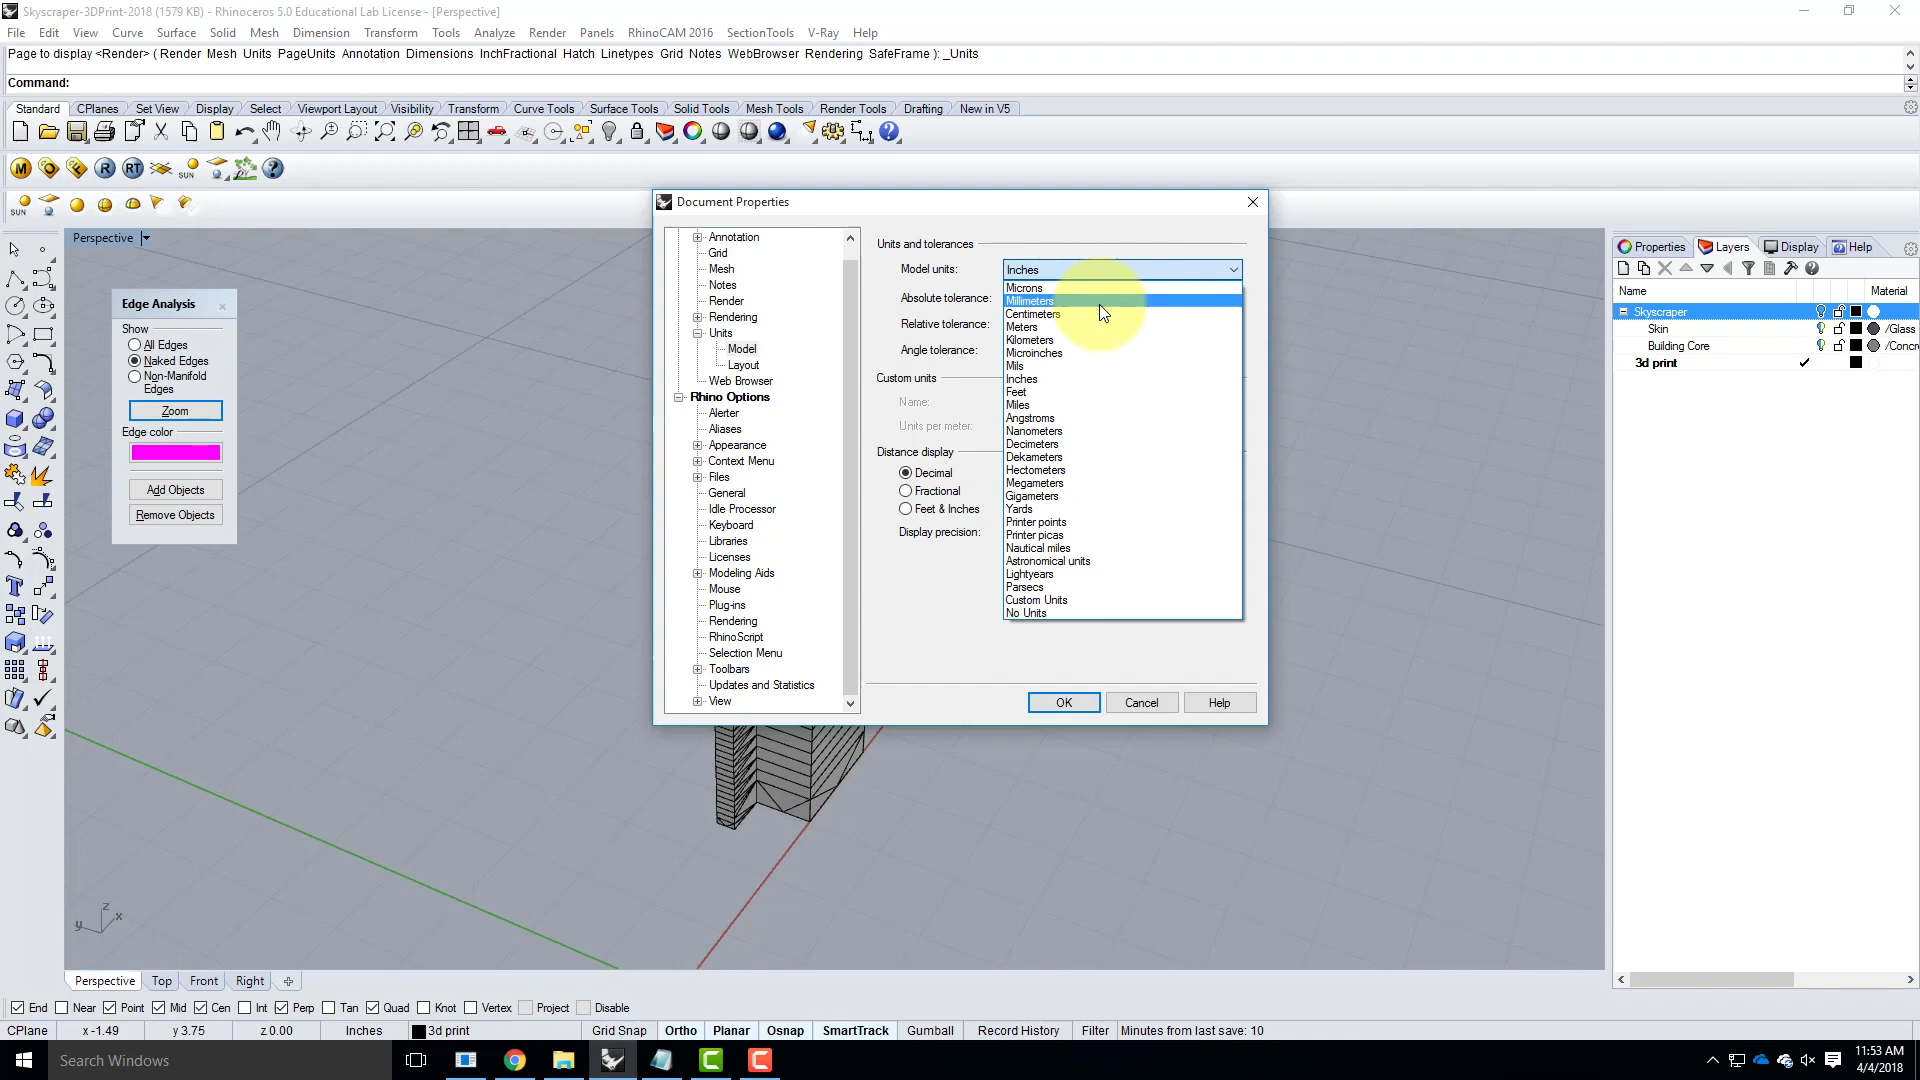 Skyscraper-3DPrint-2018 (1579 KB) - Rhinoceros 5.0 Educational Lab License - [Perspective]
File Edit View Curve Surface Solid Mesh Dimension Transform Tools Analyze Render Panels RhinoCAM 2016 SectionTools V-Ray Help
Page to display <Render> ( Render Mesh Units PageUnits Annotation Dimensions InchFractional Hatch Linetypes Grid Notes WebBrowser Rendering SafeFrame ): _Units
Command:
Standard CPlanes Set View Display Select Viewport Layout Visibility Transform Curve Tools Surface Tools Solid Tools Mesh Tools Render Tools Drafting New in V5
M O F R RT SUN
SUN
Perspective
Edge Analysis
Show
All Edges
Naked Edges
Non-Manifold
Edges
Zoom
Edge color
Add Objects
Remove Objects
Document Properties
Annotation
Grid
Mesh
Notes
Render
Rendering
Units
Model
Layout
Web Browser
Rhino Options
Alerter
Aliases
Appearance
Context Menu
Files
General
Idle Processor
Keyboard
Libraries
Licenses
Modeling Aids
Mouse
Plug-ins
Rendering
RhinoScript
Selection Menu
Toolbars
Updates and Statistics
View
Units and tolerances
Model units: Inches
Absolute tolerance:
Relative tolerance:
Angle tolerance:
Custom units
Name:
Units per meter:
Distance display
Decimal
Fractional
Feet & Inches
Display precision:
Microns
Millimeters
Centimeters
Meters
Kilometers
Microinches
Mils
Inches
Feet
Miles
Angstroms
Nanometers
Decimeters
Dekameters
Hectometers
Megameters
Gigameters
Yards
Printer points
Printer picas
Nautical miles
Astronomical units
Lightyears
Parsecs
Custom Units
No Units
OK Cancel Help
Properties Layers Display Help
Name Material
Skyscraper
Skin /Glass
Building Core /Concr
3d print
z
y x
Perspective Top Front Right
End Near Point Mid Cen Int Perp Tan Quad Knot Vertex Project Disable
CPlane x -1.49 y 3.75 z 0.00 Inches 3d print Grid Snap Ortho Planar Osnap SmartTrack Gumball Record History Filter Minutes from last save: 10
Search Windows
11:53 AM
4/4/2018